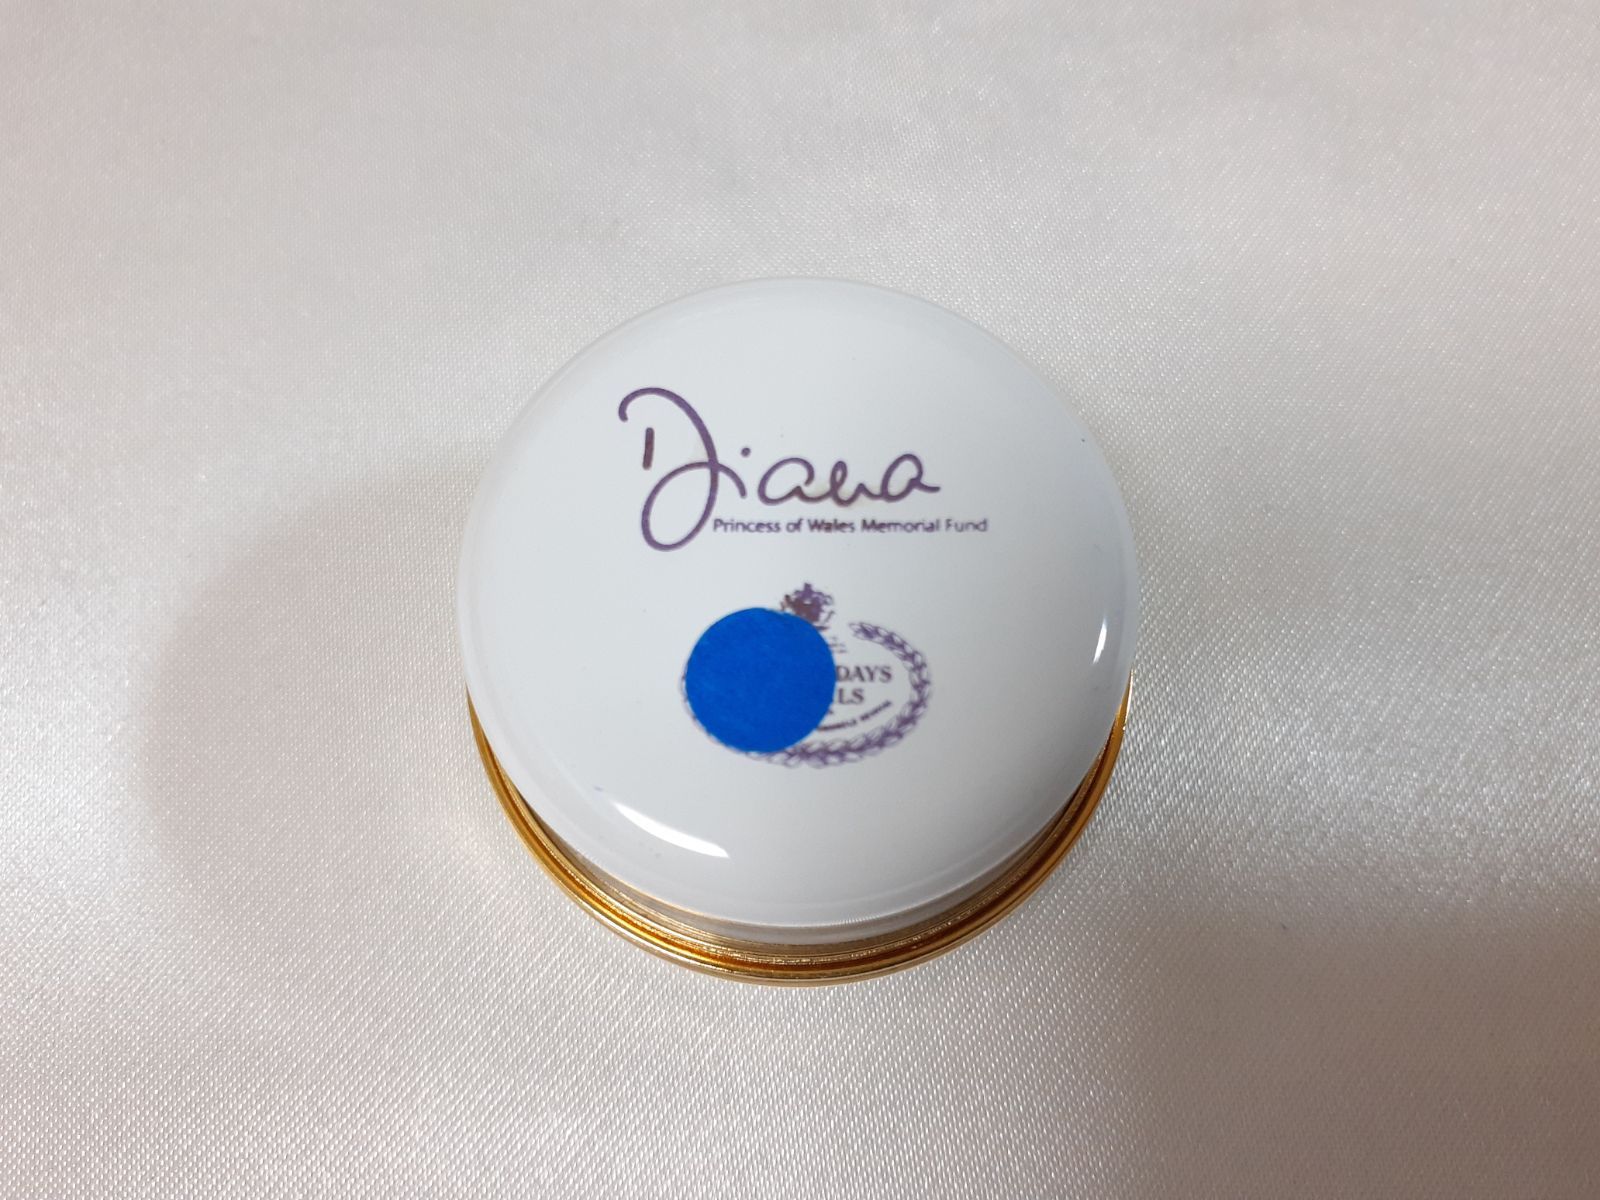 Diana
Princess of Wales Memorial Fund
DAYS
LS